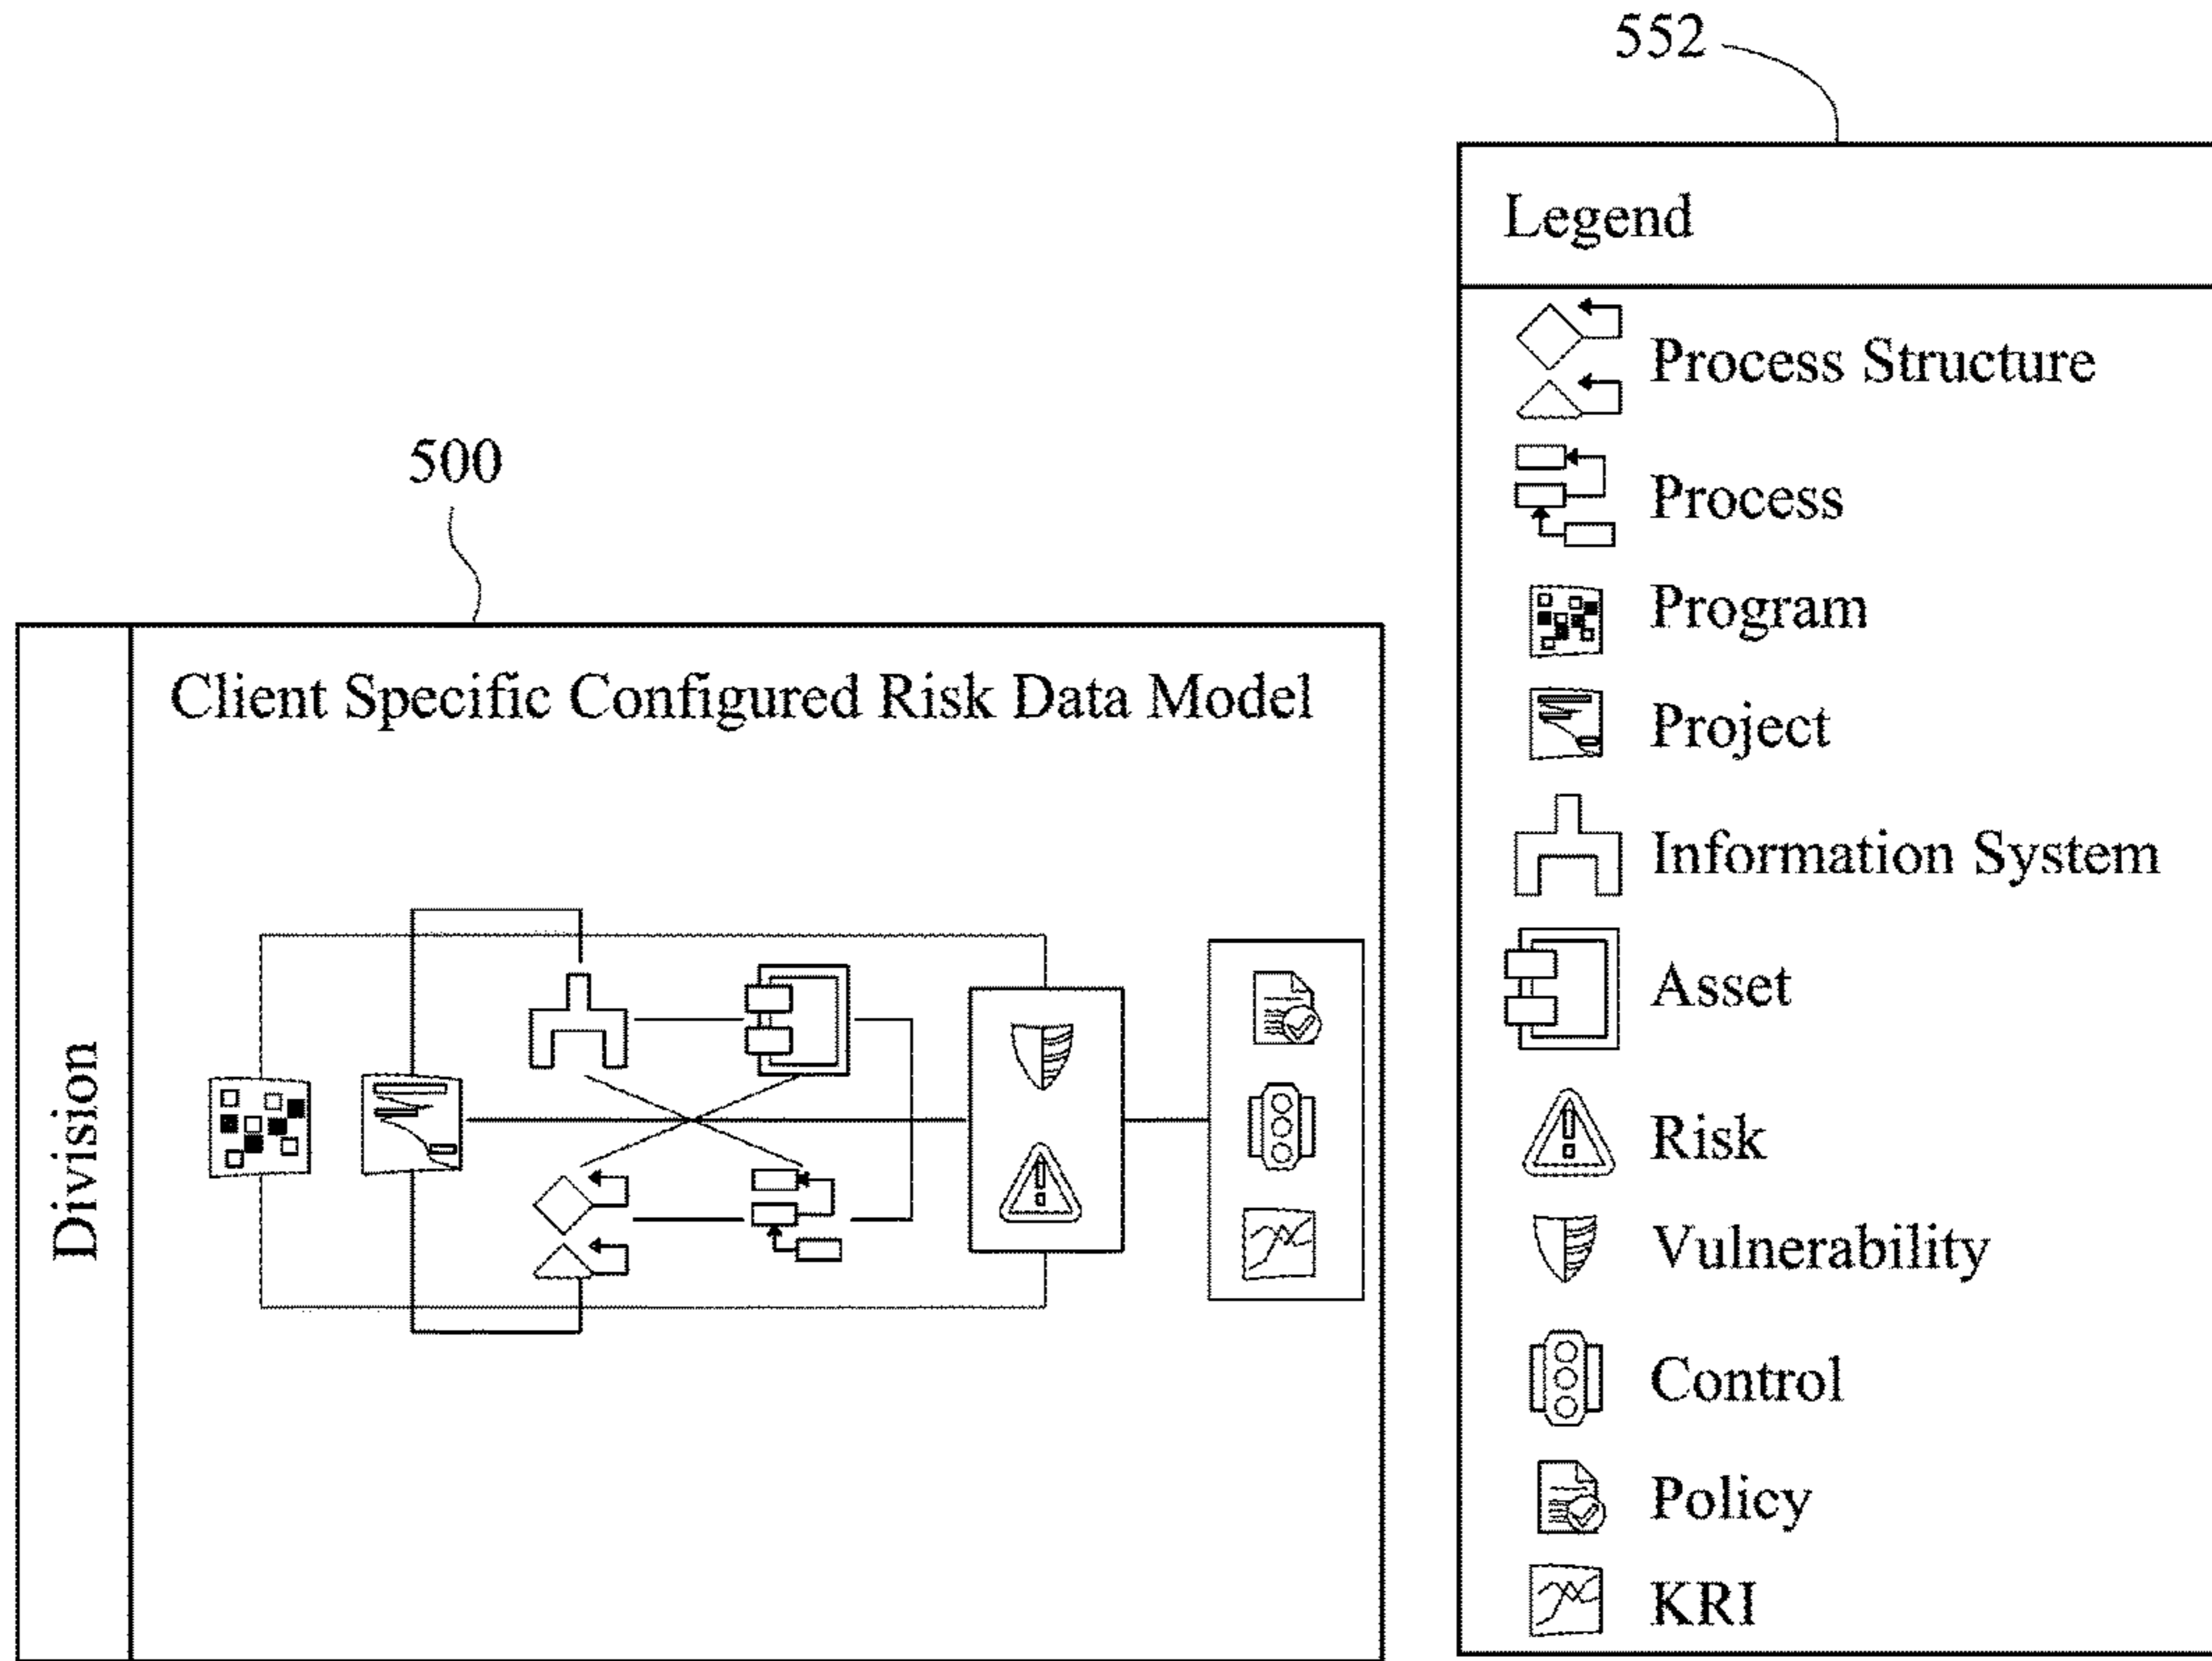 552
Legend
Process Structure
Process
Program
Project
Information System
Asset
Risk
Vulnerability
Control
Policy
KRI
500
Division
Client Specific Configured Risk Data Model